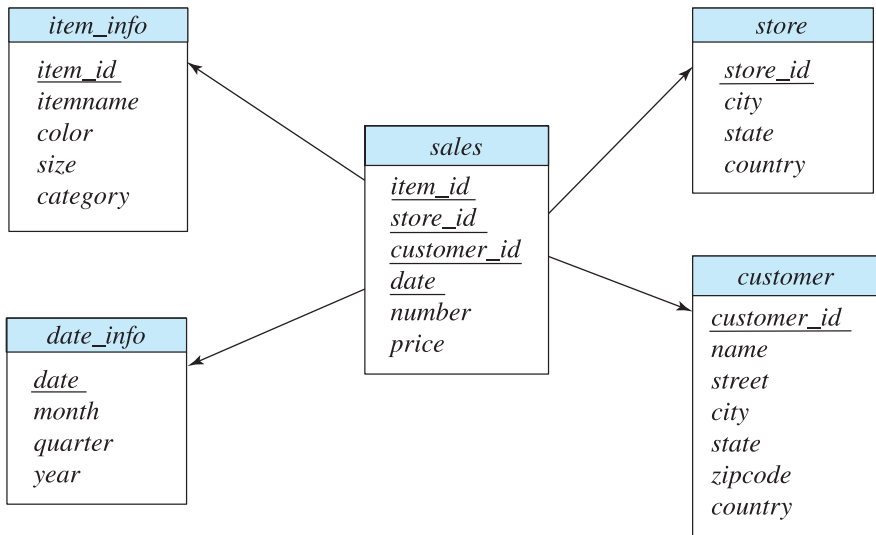 item_info
item_id
itemname
color
size
category
store
store_id
city
state
country
sales
item_id
store_id
customer_id
date
number
price
date_info
date
month
quarter
year
customer
customer_id
name
street
city
state
zipcode
country